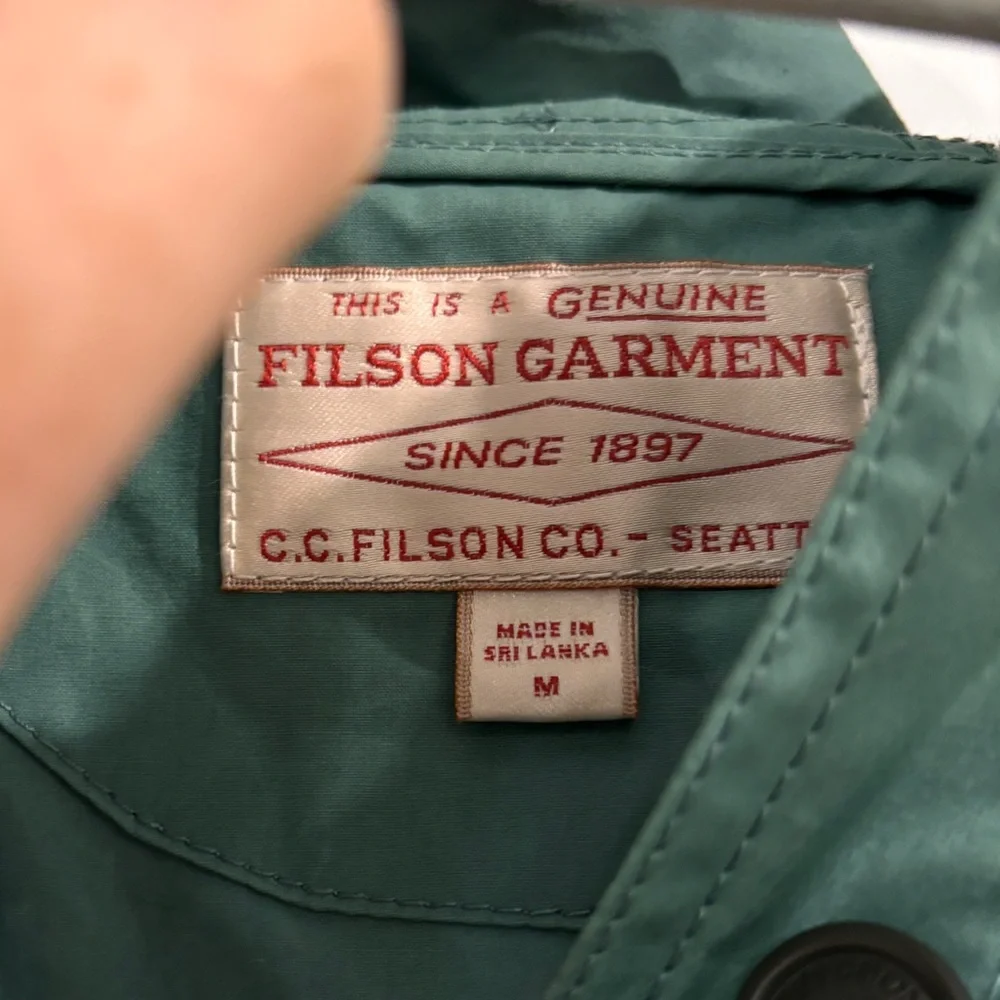 THIS IS A GENUINE
FILSON GARMENT
SINCE 1897
C.C. FILSON CO. - SEATT
MADE IN
SRI LANKA
M